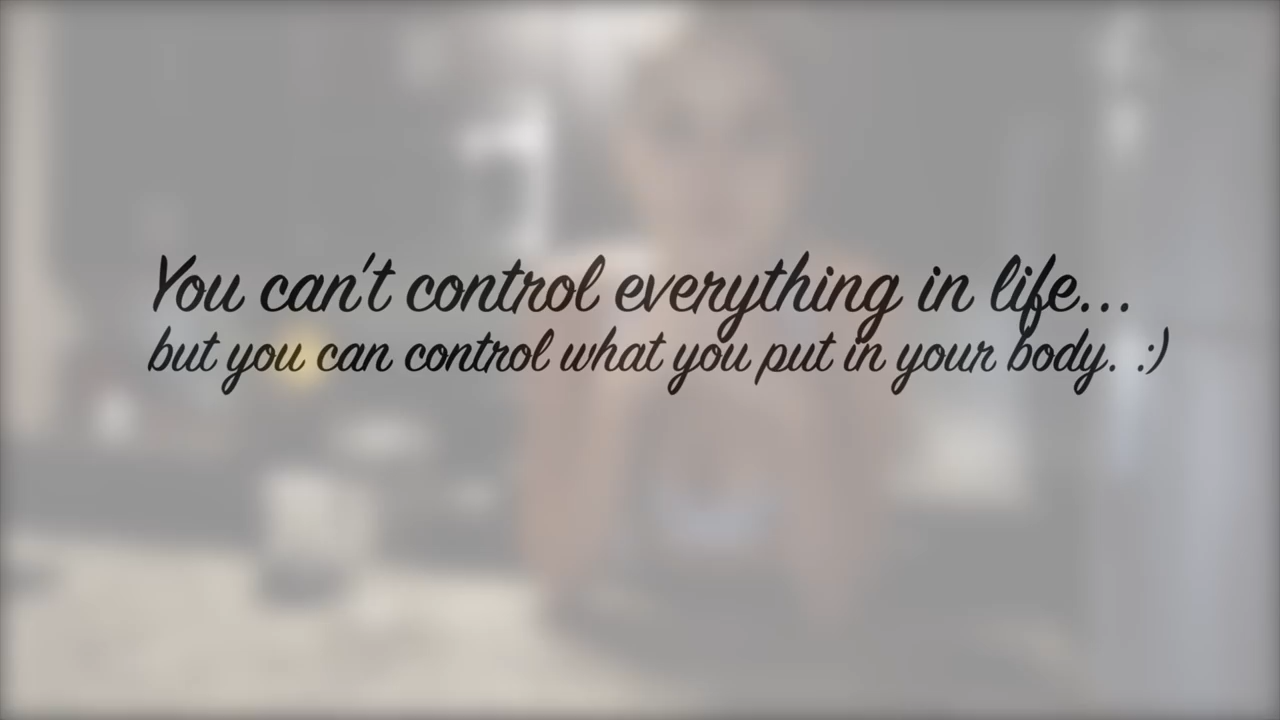 You can't control everything in life...
but you can control what you put in your body. :)